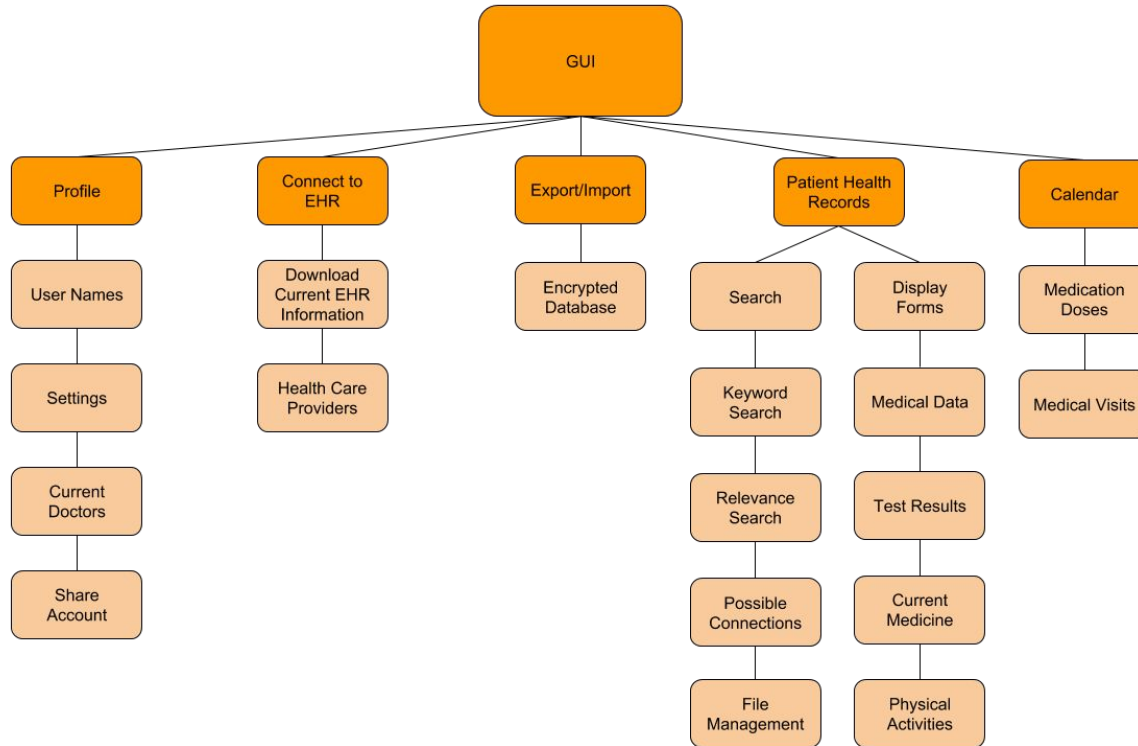 GUI
Profile
Connect to
EHR
Export/Import
Patient Health
Records
Calendar
User Names
Download
Current EHR
Information
Encrypted
Database
Search
Display
Forms
Medication
Doses
Settings
Health Care
Providers
Keyword
Search
Medical Data
Medical Visits
Current
Doctors
Relevance
Search
Test Results
Share
Account
Possible
Connections
Current
Medicine
File
Management
Physical
Activities